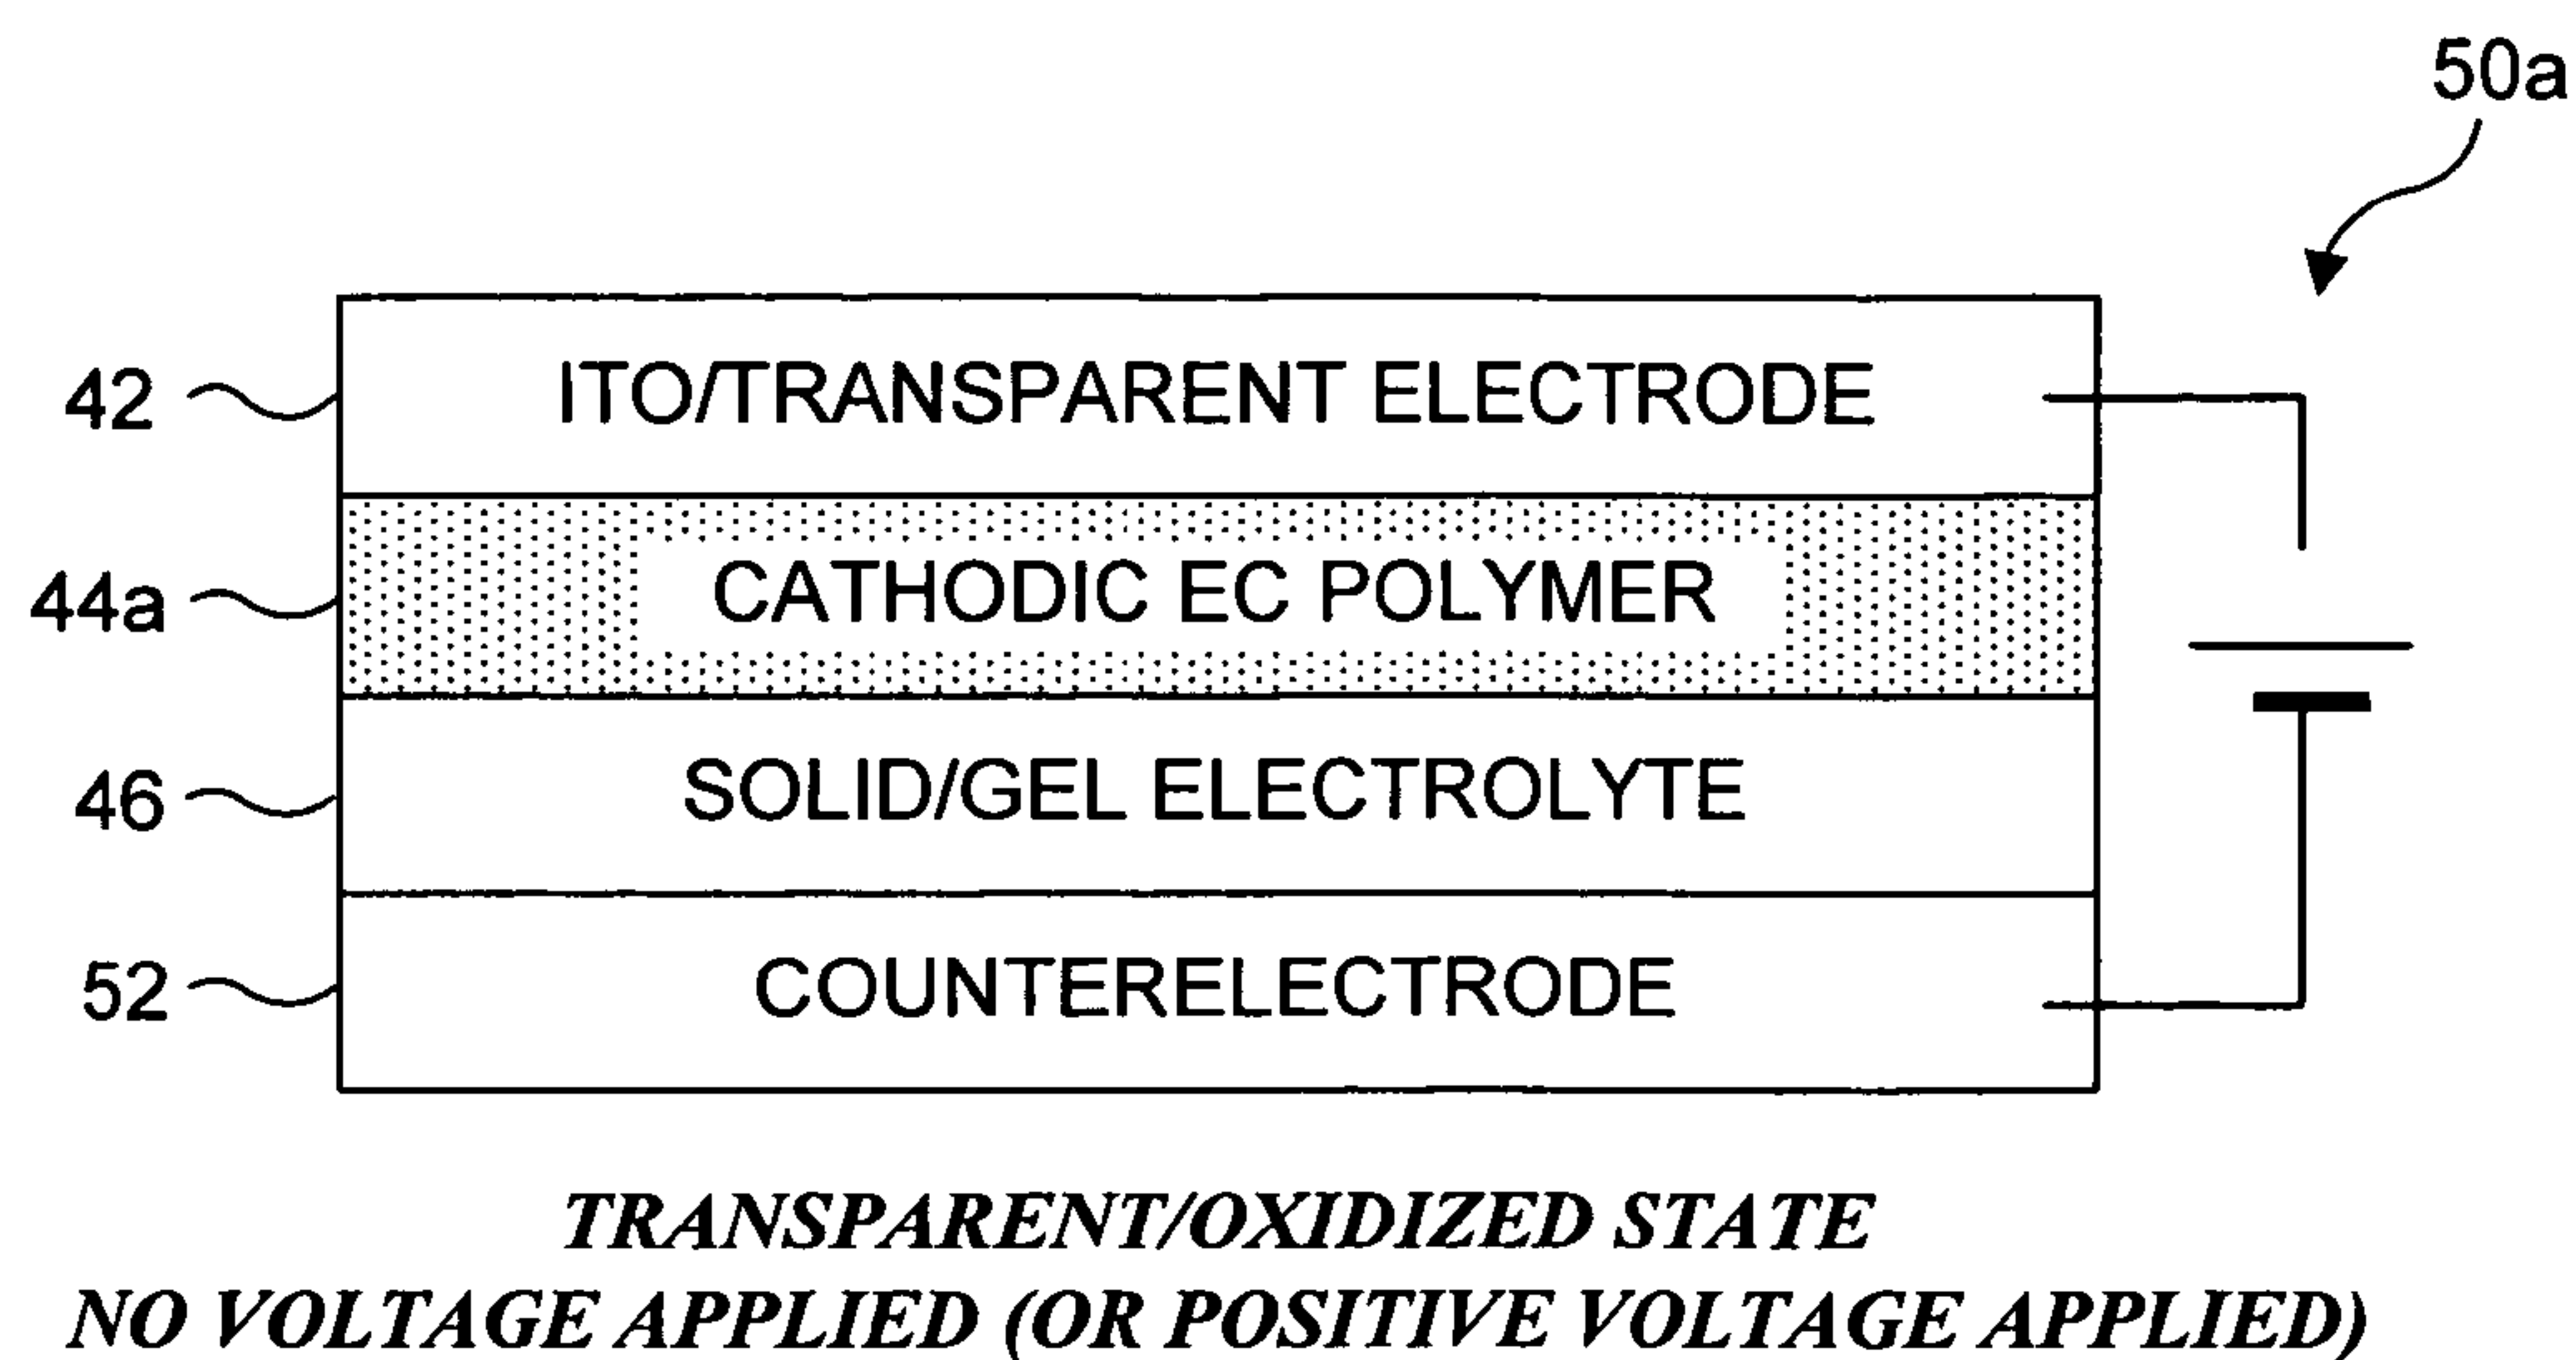 50a
42
ITO/TRANSPARENT ELECTRODE
44a
CATHODIC EC POLYMER
46
SOLID/GEL ELECTROLYTE
52
COUNTERELECTRODE
TRANSPARENT/OXIDIZED STATE
NO VOLTAGE APPLIED (OR POSITIVE VOLTAGE APPLIED)